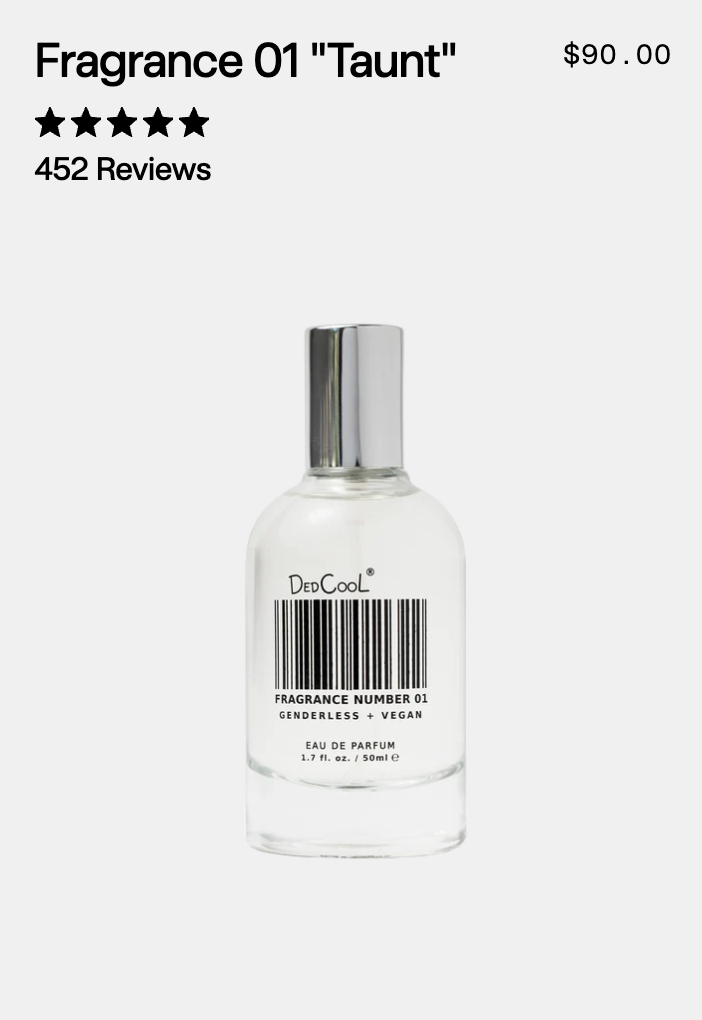 Fragrance 01 "Taunt"
$90.00
452 Reviews
DEDCOOL®
FRAGRANCE NUMBER 01
GENDERLESS + VEGAN
EAU DE PARFUM
1.7 fl. oz. / 50ml ℮